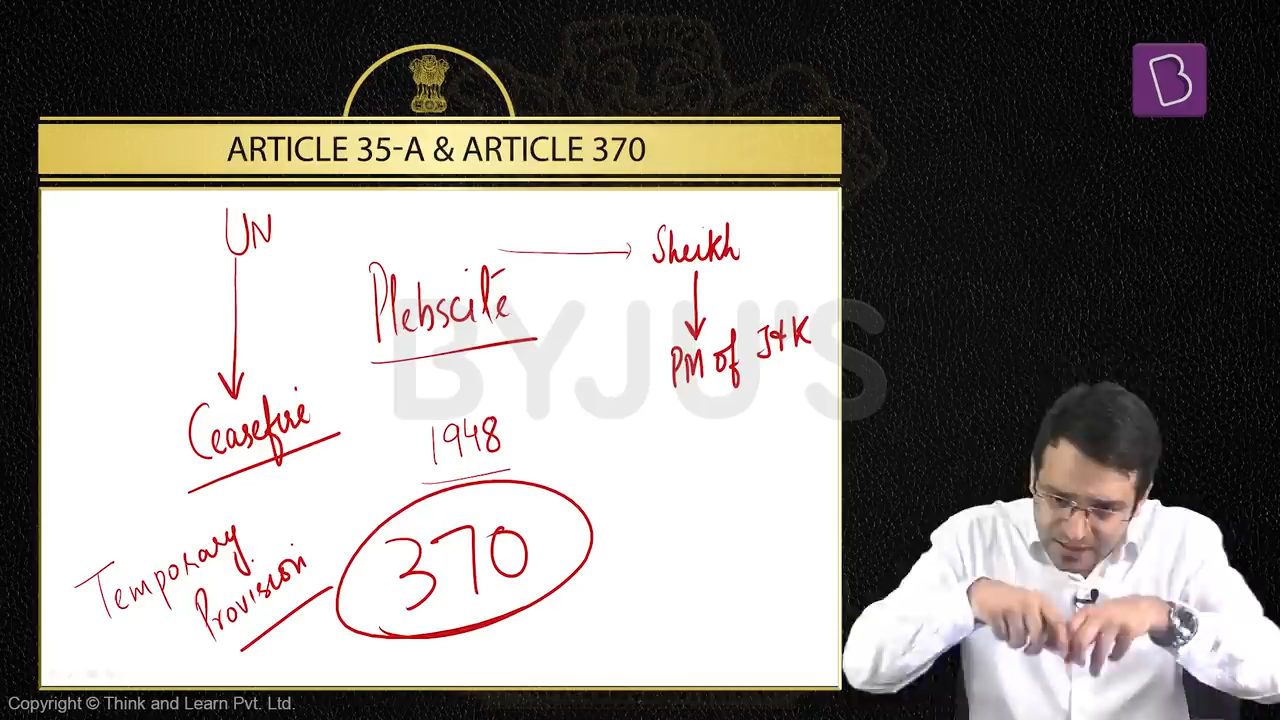 ARTICLE 35-A & ARTICLE 370
UN
Plebscite
Sheikh
PM of J&K
Ceasefire
1948
Temporary
Provision
370
BYJU'S
B
Copyright © Think and Learn Pvt. Ltd.